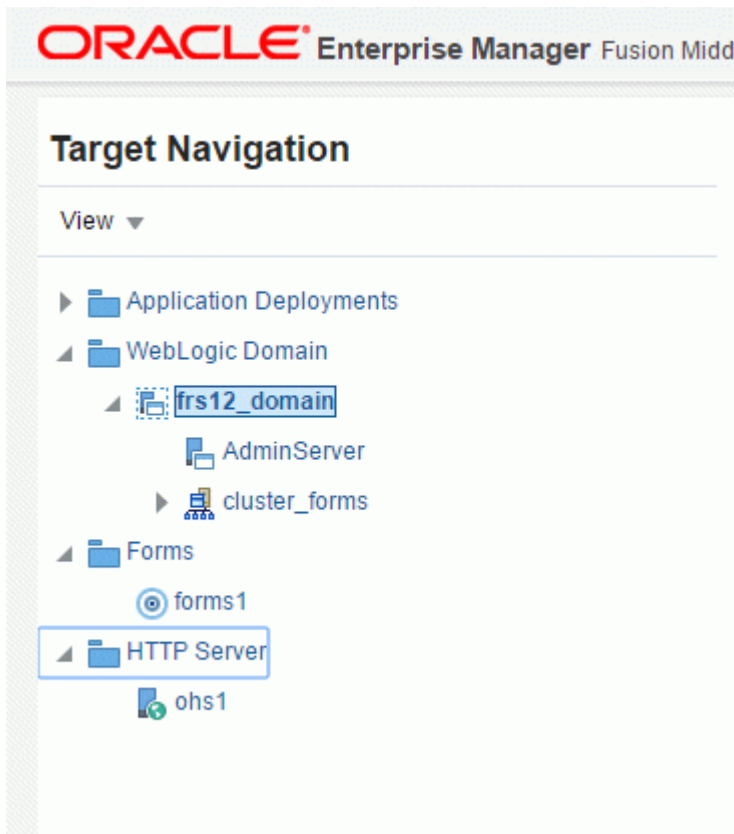 ORACLE Enterprise Manager Fusion Midd
Target Navigation
View
Application Deployments
WebLogic Domain
frs12_domain
AdminServer
cluster_forms
Forms
forms1
HTTP Server
ohs1